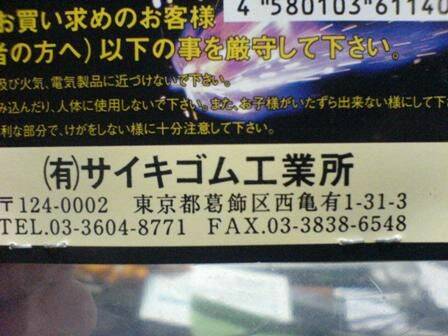 お買い求めのお客様
4 580103 61140
者の方へ)以下の事を厳守して下さい。
及び火気、電気製品に近づけないで下さい。
み込んだり、人体に使用しないで下さい。また、お子様がいたずら出来ない様にして下
利な部分で、けがをしない様に十分注意して下さい。
(有)サイキゴム工業所
〒124-0002 東京都葛飾区西亀有1-31-3
TEL.03-3604-8771 FAX.03-3838-6548